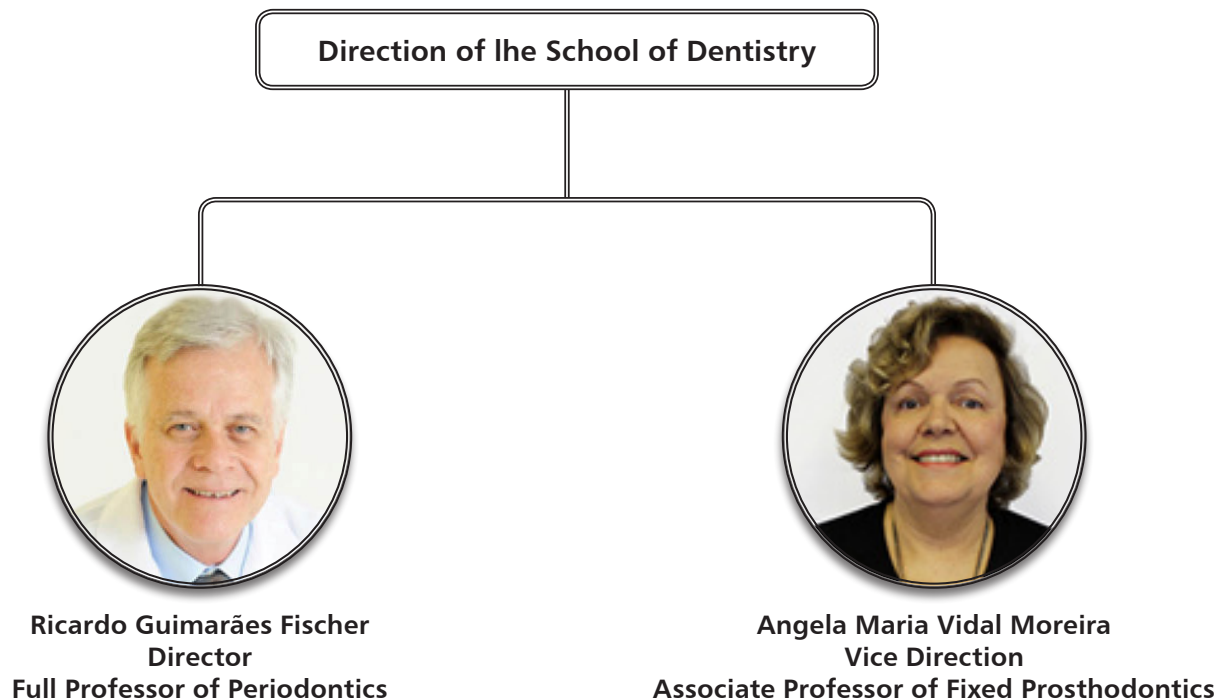 Direction of lhe School of Dentistry
Ricardo Guimarães Fischer
Director
Full Professor of Periodontics
Angela Maria Vidal Moreira
Vice Direction
Associate Professor of Fixed Prosthodontics